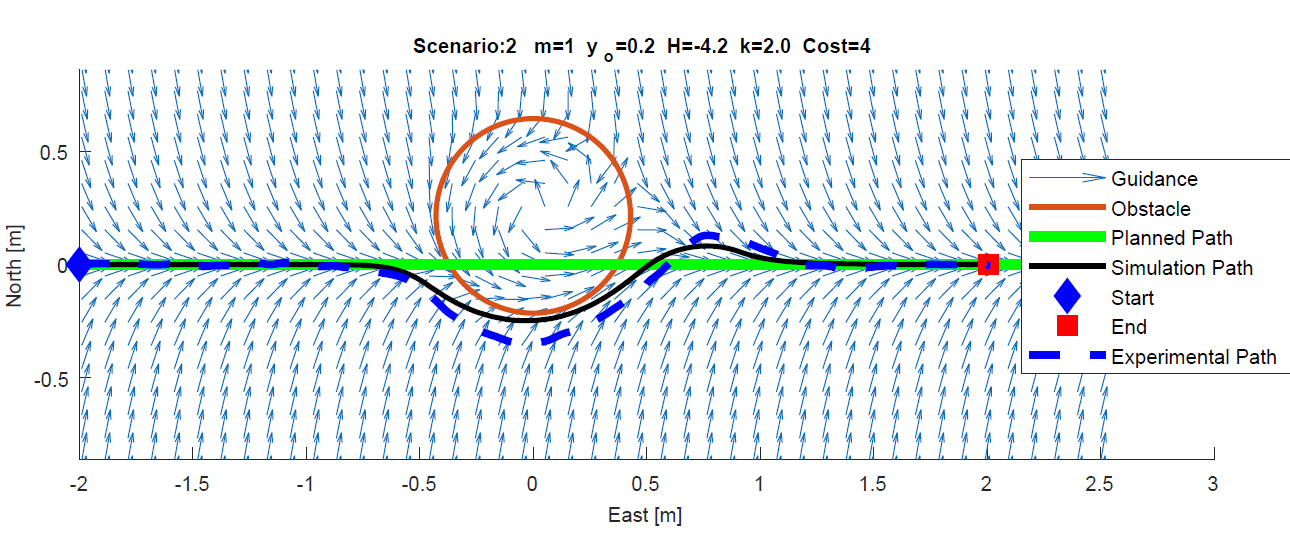 Scenario:2 m=1 y o=0.2 H=-4.2 k=2.0 Cost=4
North [m]
0.5
0
-0.5
-2 -1.5 -1 -0.5 0 0.5 1 1.5 2 2.5 3
East [m]
Guidance
Obstacle
Planned Path
Simulation Path
Start
End
Experimental Path